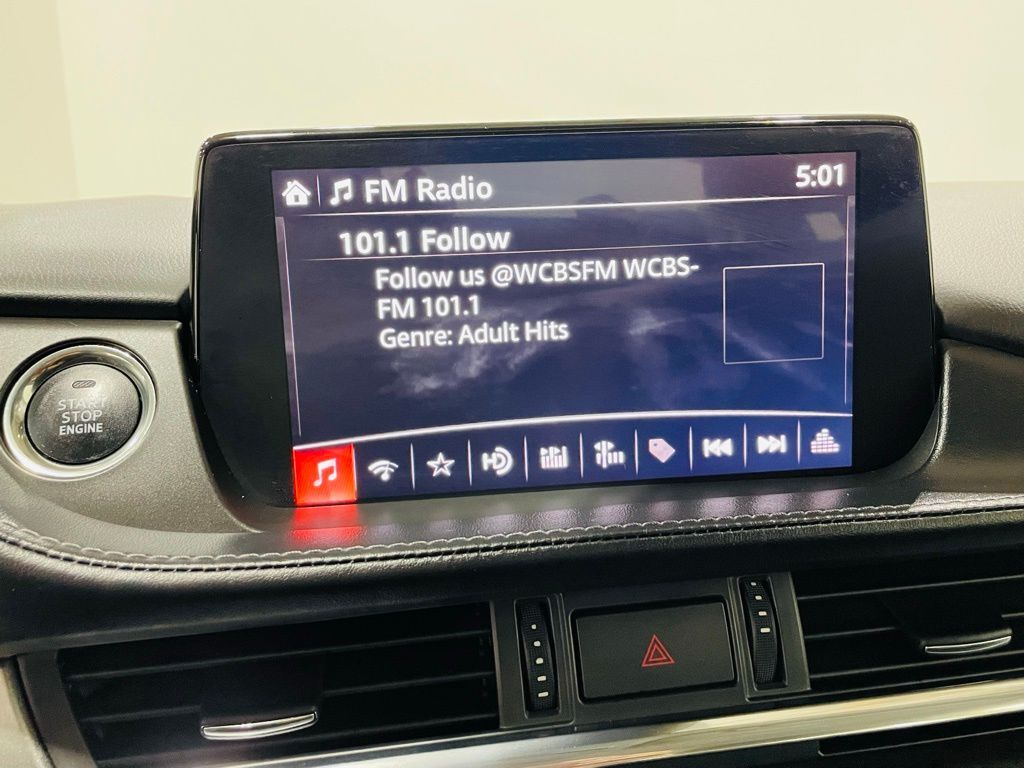 FM Radio
5:01
101.1 Follow
Follow us @WCBSFM WCBS-
FM 101.1
Genre: Adult Hits
START
STOP
ENGINE
HD